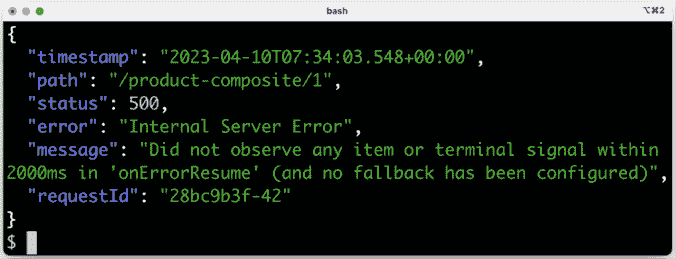 bash
⌥⌘2
{
"timestamp": "2023-04-10T07:34:03.548+00:00",
"path": "/product-composite/1",
"status": 500,
"error": "Internal Server Error",
"message": "Did not observe any item or terminal signal within
2000ms in 'onErrorResume' (and no fallback has been configured)",
"requestId": "28bc9b3f-42"
}
$